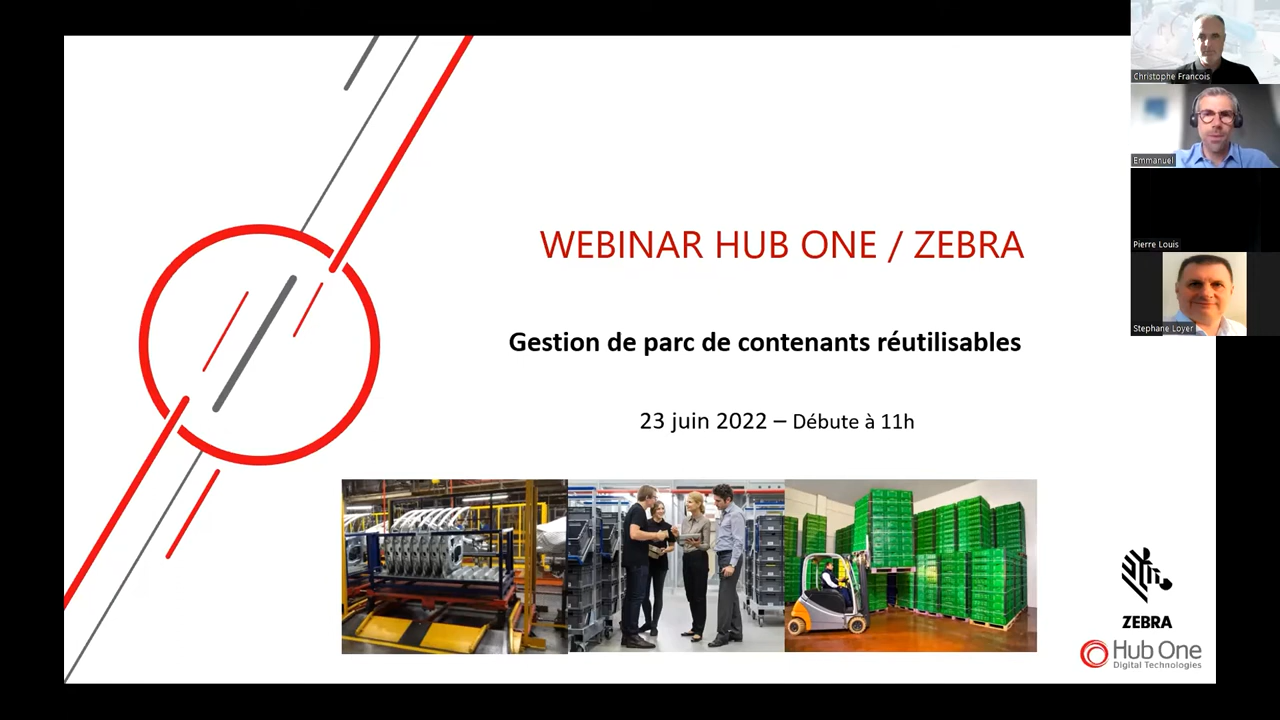 WEBINAR HUB ONE / ZEBRA
Gestion de parc de contenants réutilisables
23 juin 2022 – Débute à 11h
ZEBRA
Hub One
Digital Technologies
Christophe Francois
Emmanuel
Pierre Louis
Stephane Loyer